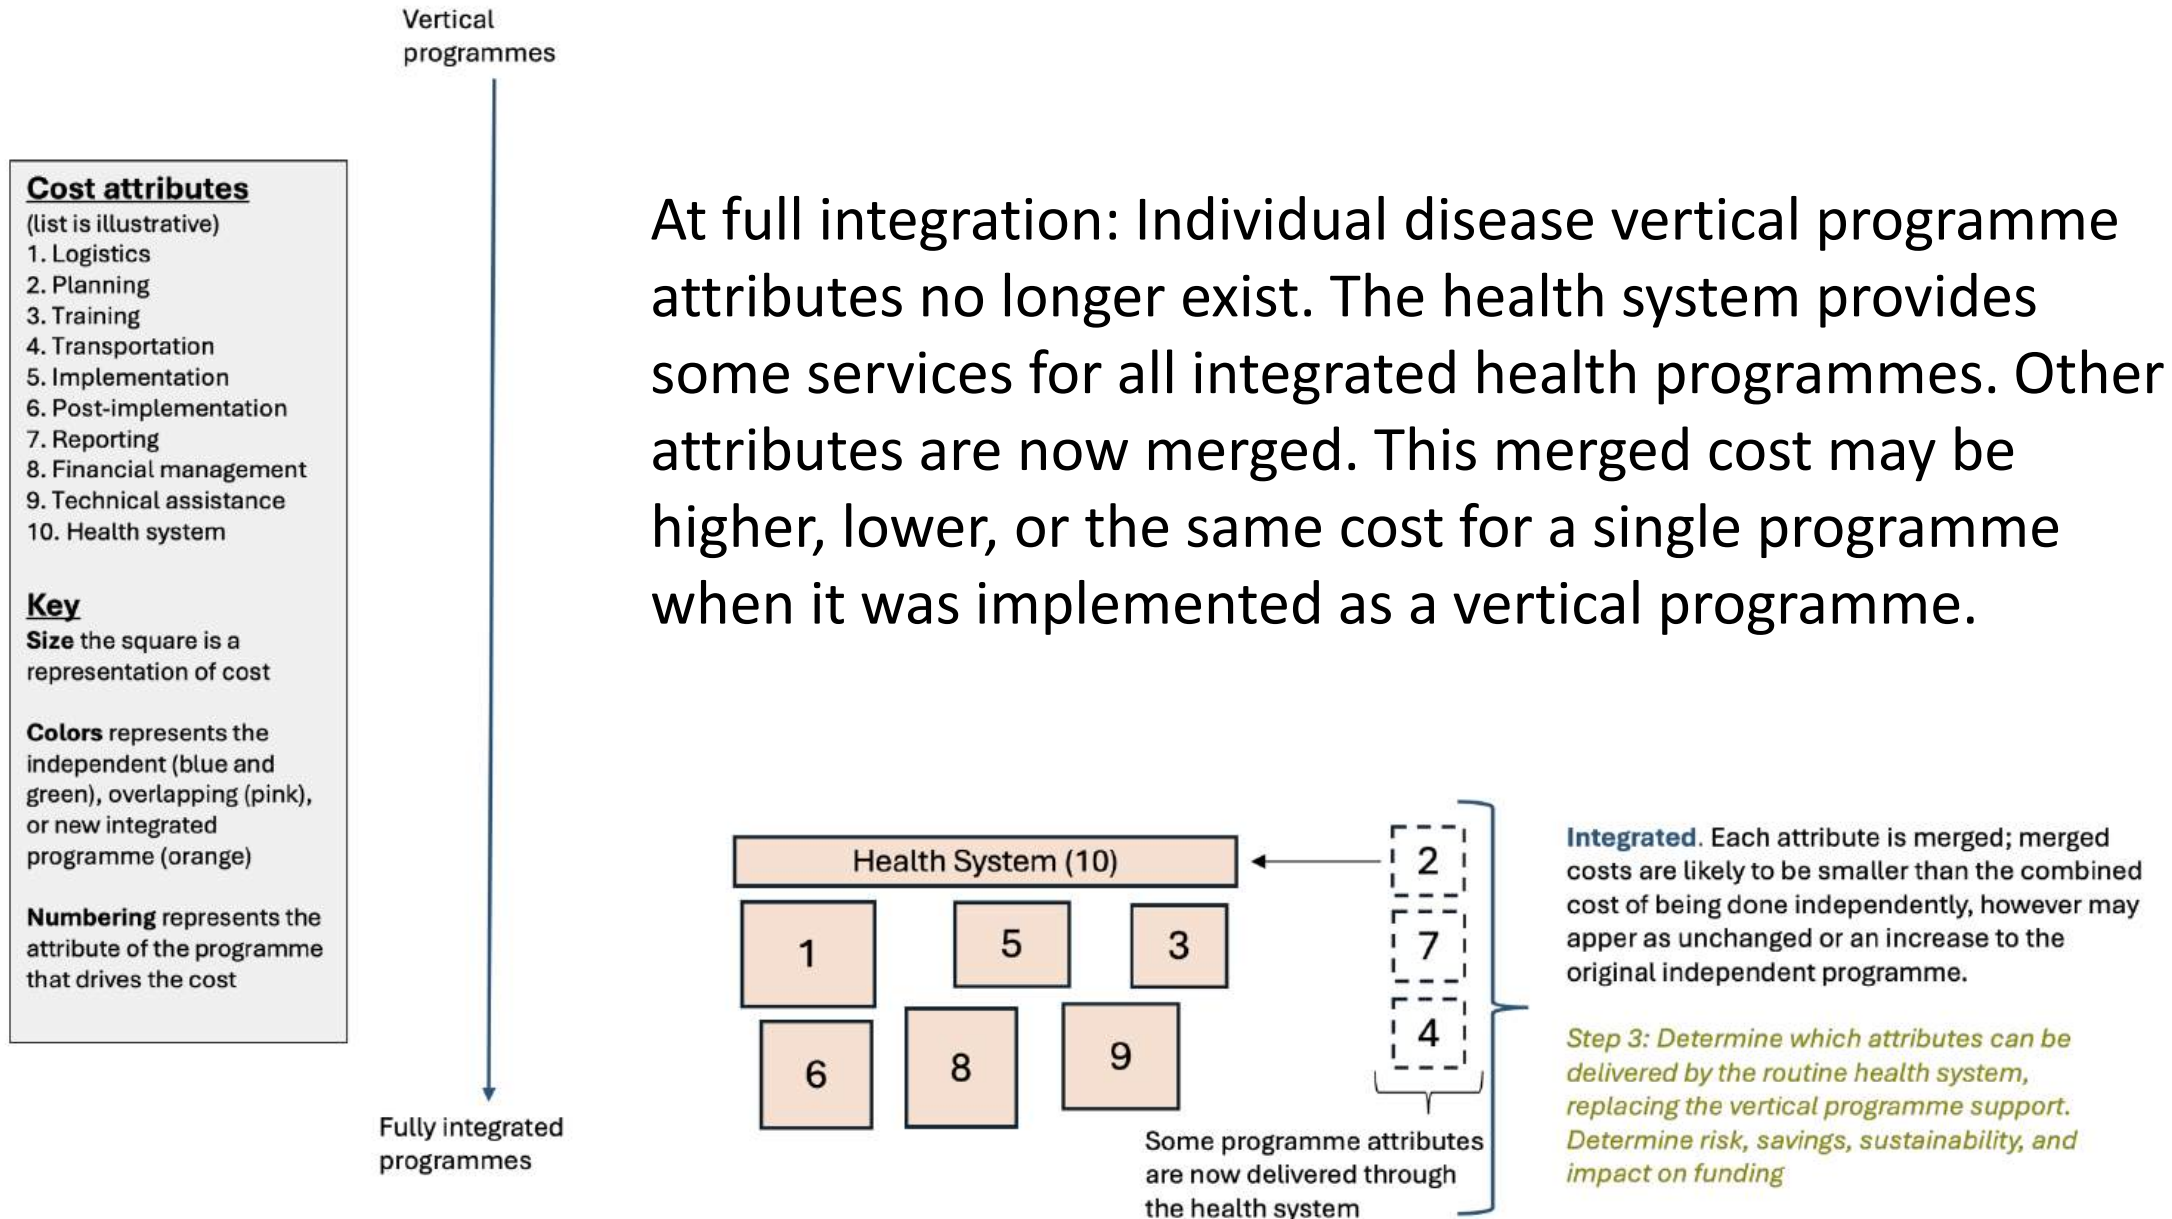 Vertical
programmes
Cost attributes
(list is illustrative)
1. Logistics
2. Planning
3. Training
4. Transportation
5. Implementation
6. Post-implementation
7. Reporting
8. Financial management
9. Technical assistance
10. Health system
Key
Size the square is a
representation of cost
Colors represents the
independent (blue and
green), overlapping (pink),
or new integrated
programme (orange)
Numbering represents the
attribute of the programme
that drives the cost
Fully integrated
programmes
At full integration: Individual disease vertical programme
attributes no longer exist. The health system provides
some services for all integrated health programmes. Other
attributes are now merged. This merged cost may be
higher, lower, or the same cost for a single programme
when it was implemented as a vertical programme.
Health System (10)
1
5
3
6
8
9
2
7
4
Some programme attributes
are now delivered through
the health system
Integrated. Each attribute is merged; merged
costs are likely to be smaller than the combined
cost of being done independently, however may
apper as unchanged or an increase to the
original independent programme.
Step 3: Determine which attributes can be
delivered by the routine health system,
replacing the vertical programme support.
Determine risk, savings, sustainability, and
impact on funding